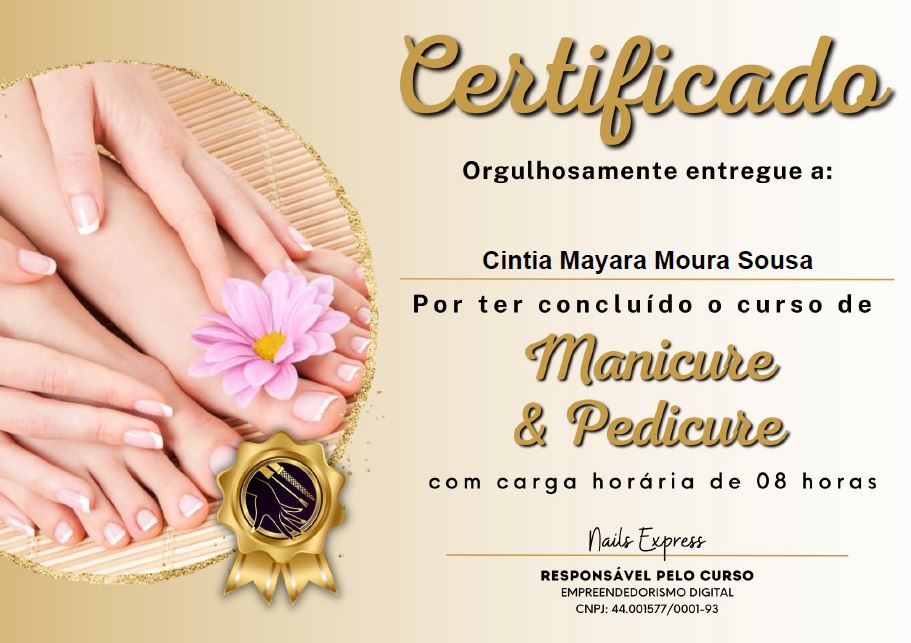 Certificado
Orgulhosamente entregue a:
Cintia Mayara Moura Sousa
Por ter concluído o curso de
Manicure
& Pedicure
com carga horária de 08 horas
Nails Express
RESPONSÁVEL PELO CURSO
EMPREENDEDORISMO DIGITAL
CNPJ: 44.001577/0001-93